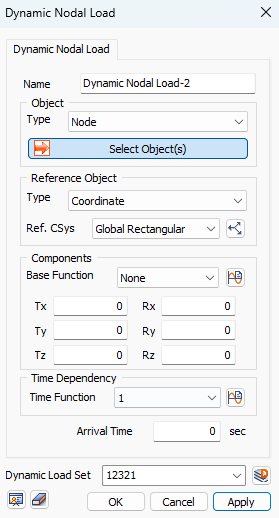 Dynamic Nodal Load
Dynamic Nodal Load
Name Dynamic Nodal Load-2
Object
Type Node
Select Object(s)
Reference Object
Type Coordinate
Ref. CSys Global Rectangular
Components
Base Function None
Tx 0 Rx 0
Ty 0 Ry 0
Tz 0 Rz 0
Time Dependency
Time Function 1
Arrival Time 0 sec
Dynamic Load Set 12321
OK Cancel Apply